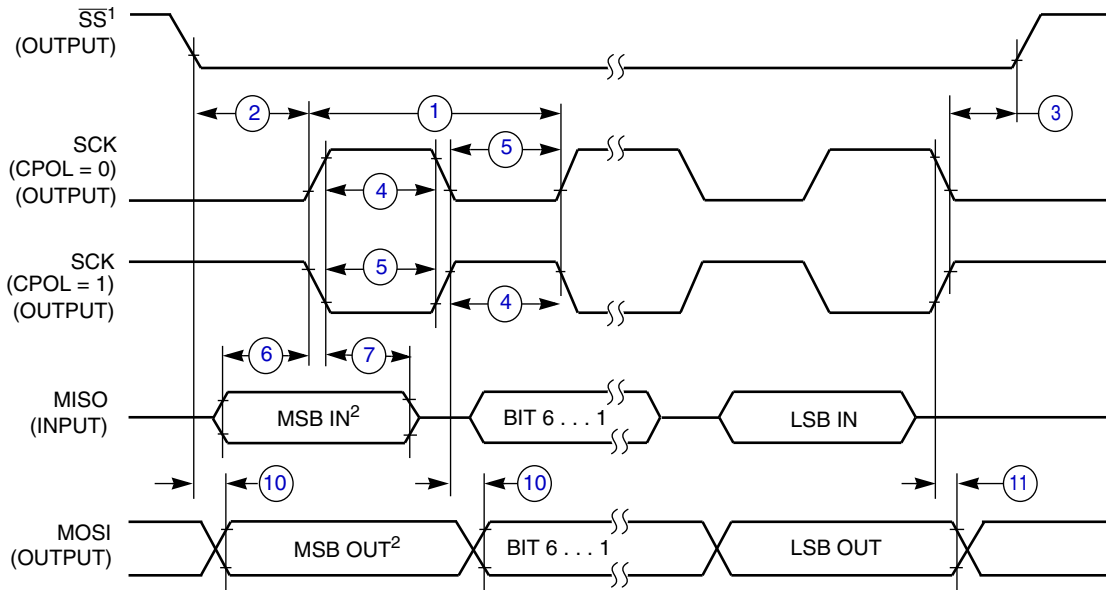 SS¹
(OUTPUT)
2
1
3
SCK
(CPOL = 0)
(OUTPUT)
5
4
SCK
(CPOL = 1)
(OUTPUT)
5
4
6
7
MISO
(INPUT)
MSB IN²
BIT 6 . . . 1
LSB IN
10
10
11
MOSI
(OUTPUT)
MSB OUT²
BIT 6 . . . 1
LSB OUT